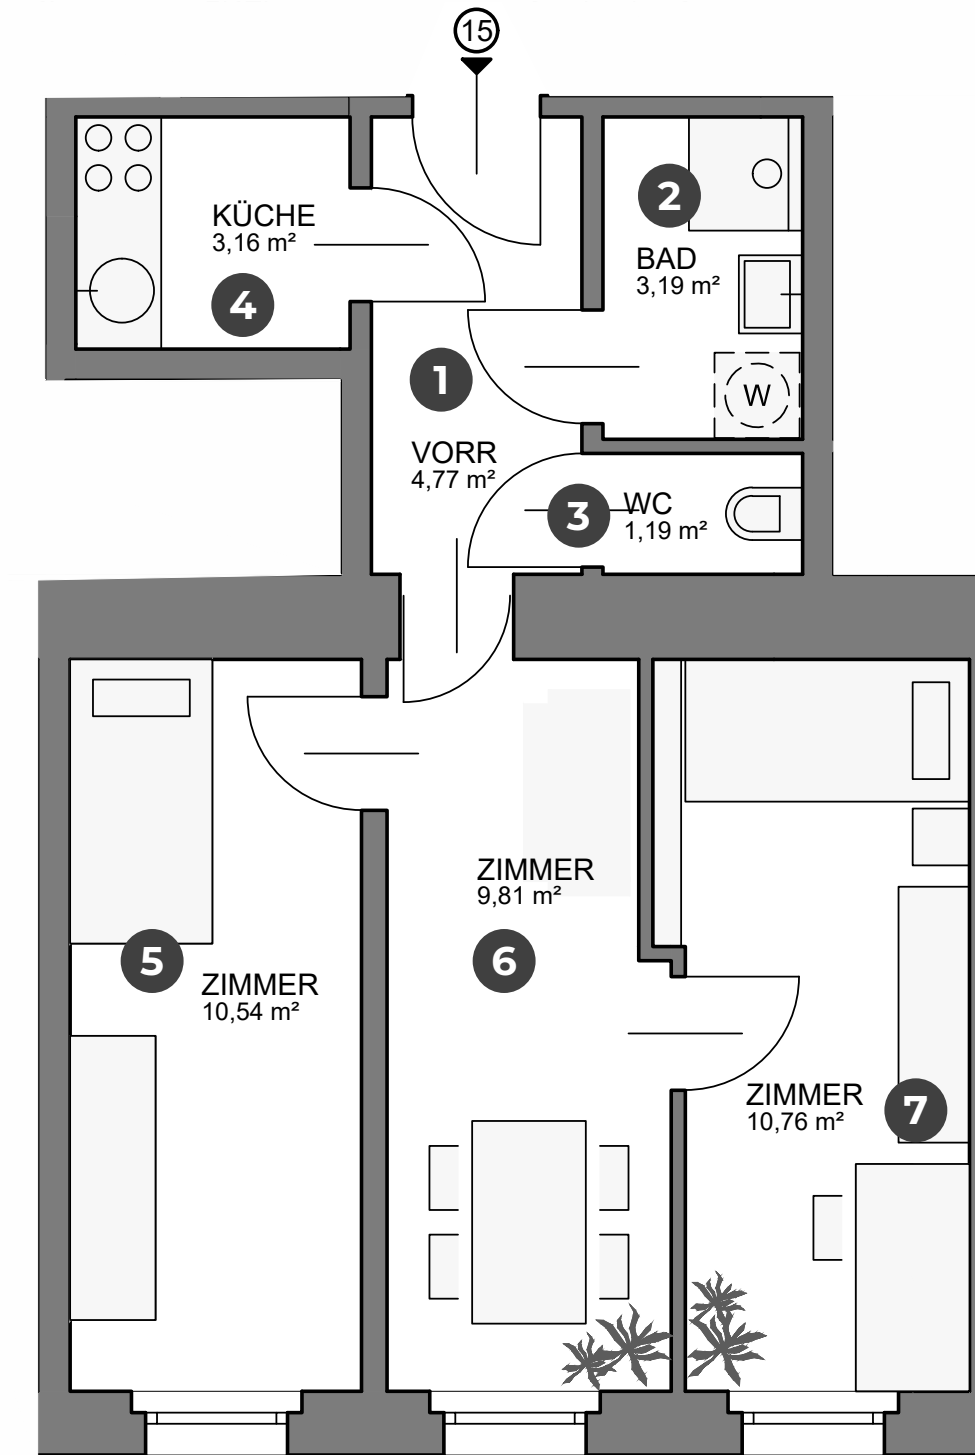 15
2
KÜCHE
3,16 m²
BAD
3,19 m²
4
1
W
VORR
4,77 m²
3
WC
1,19 m²
ZIMMER
9,81 m²
5
6
ZIMMER
10,54 m²
ZIMMER
10,76 m²
7